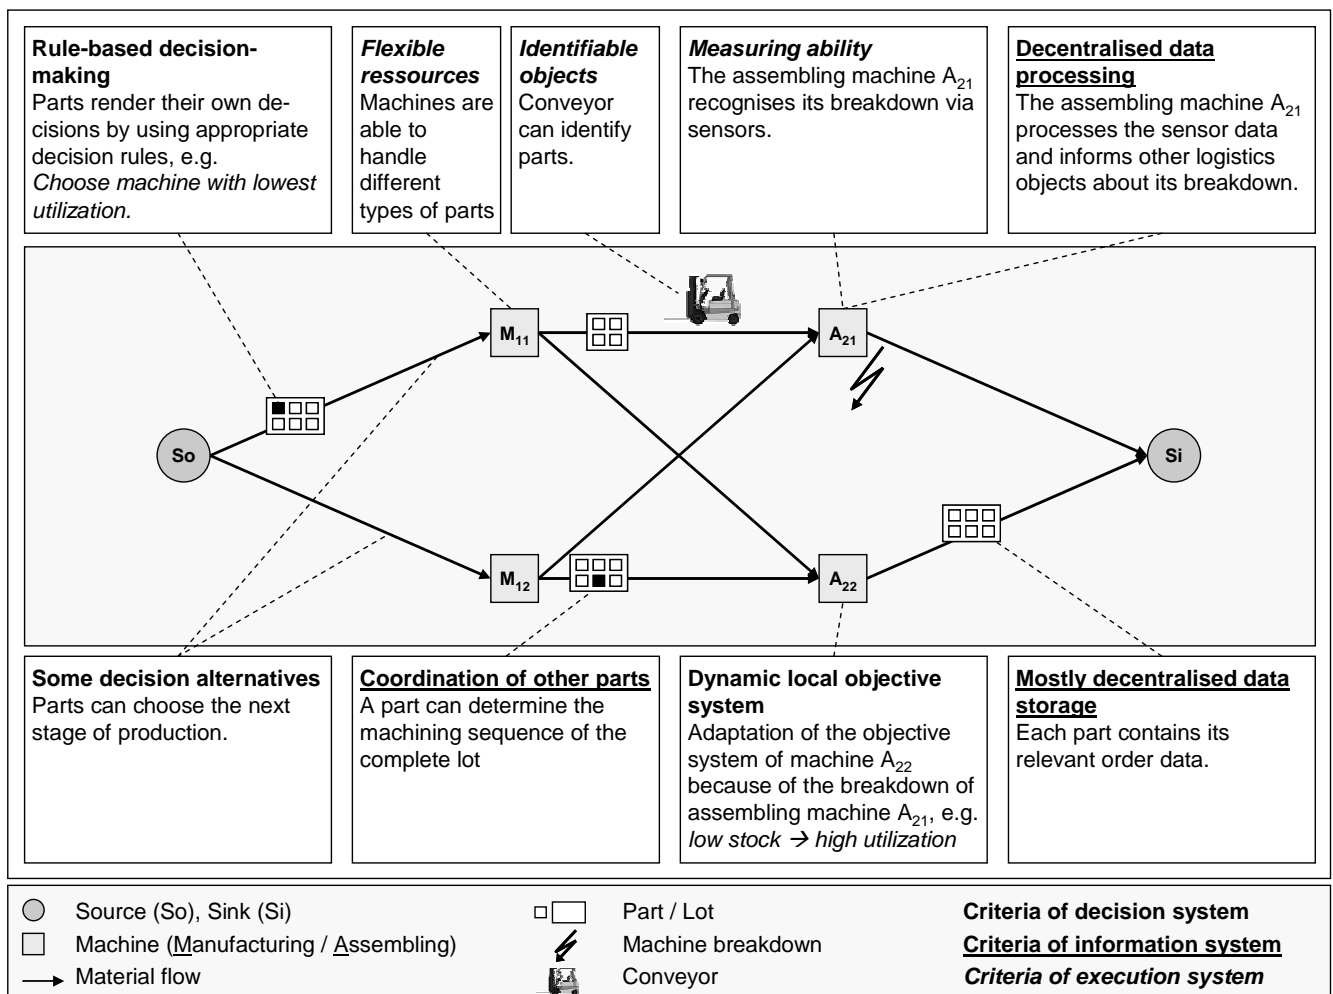 Rule-based decision-
making
Parts render their own de-
cisions by using appropriate
decision rules, e.g.
Choose machine with lowest
utilization.
Flexible
ressources
Machines are
able to
handle
different
types of parts
Identifiable
objects
Conveyor
can identify
parts.
Measuring ability
The assembling machine A21
recognises its breakdown via
sensors.
Decentralised data
processing
The assembling machine A21
processes the sensor data
and informs other logistics
objects about its breakdown.
M11
A21
So
Si
M12
A22
Some decision alternatives
Parts can choose the next
stage of production.
Coordination of other parts
A part can determine the
machining sequence of the
complete lot
Dynamic local objective
system
Adaptation of the objective
system of machine A22
because of the breakdown of
assembling machine A21, e.g.
low stock → high utilization
Mostly decentralised data
storage
Each part contains its
relevant order data.
Source (So), Sink (Si)
Machine (Manufacturing / Assembling)
Material flow
Part / Lot
Machine breakdown
Conveyor
Criteria of decision system
Criteria of information system
Criteria of execution system